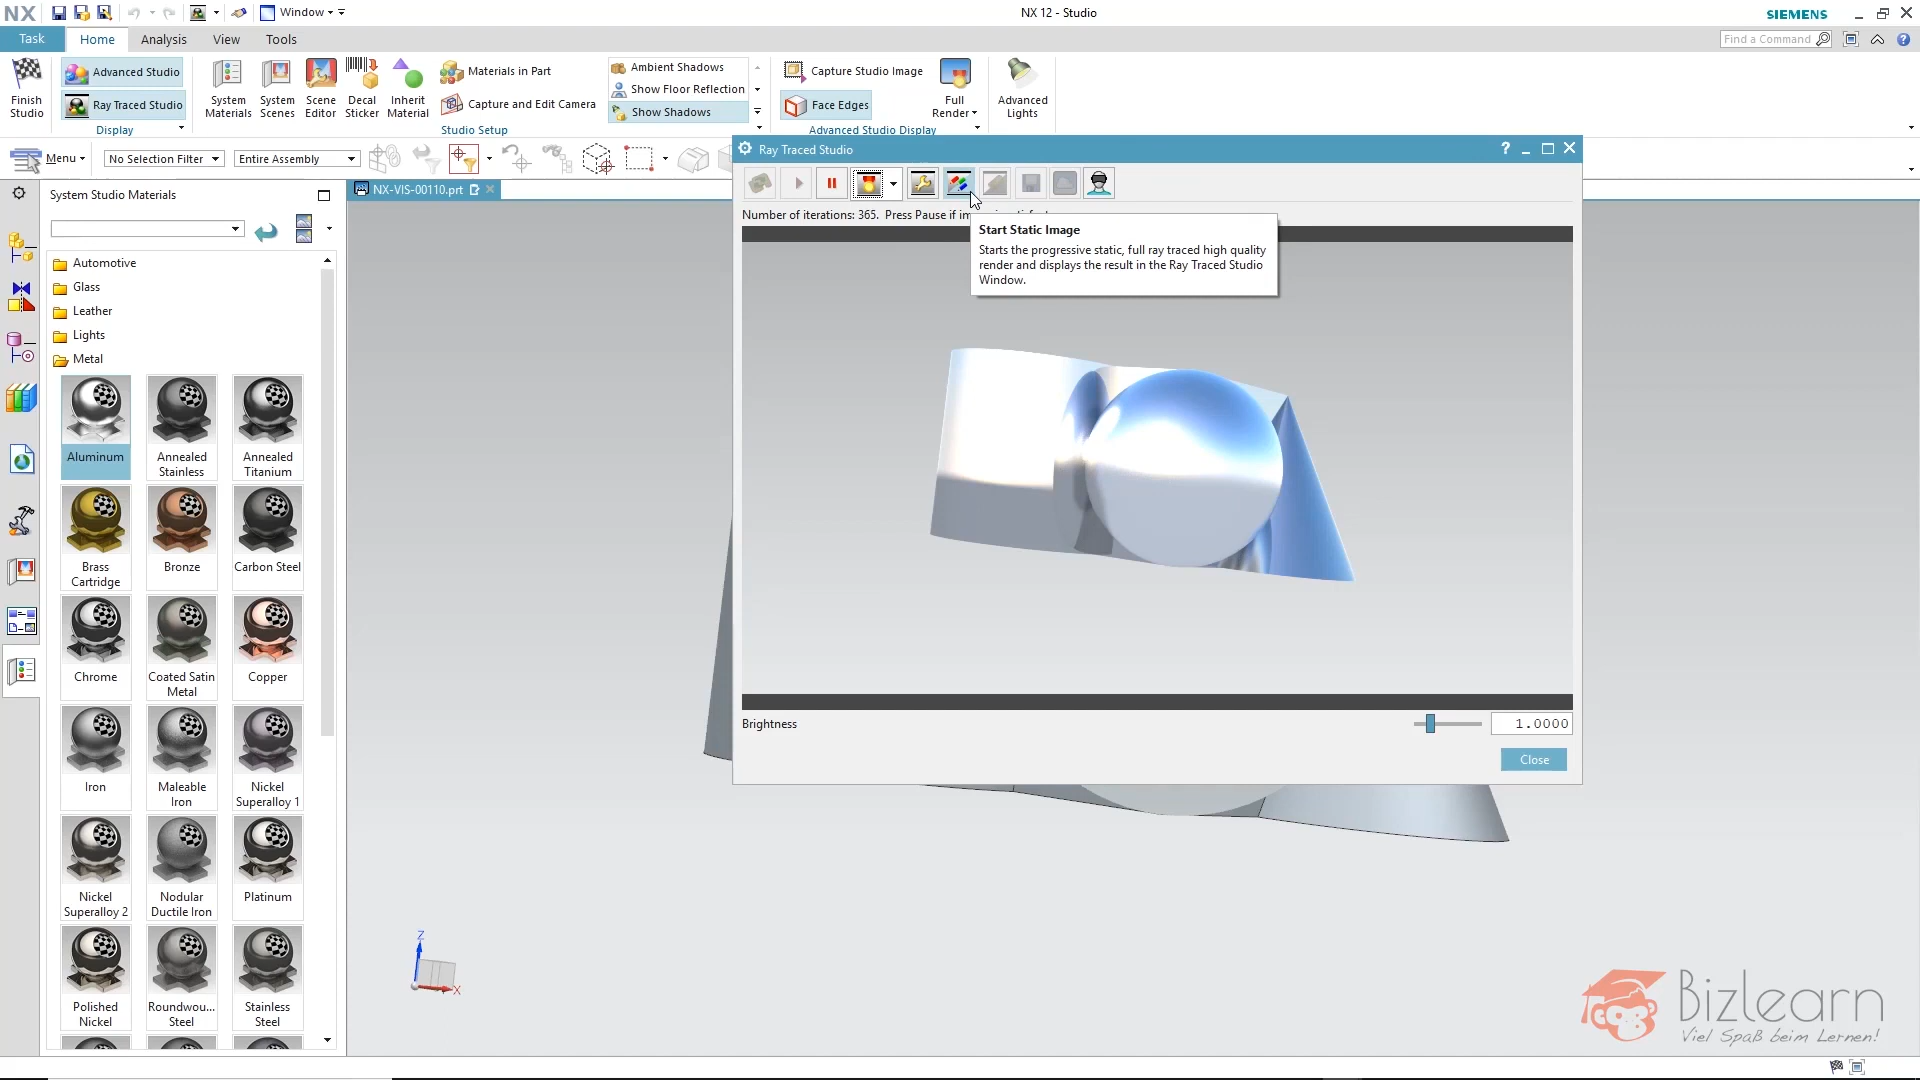 NX
Window
NX 12 - Studio
SIEMENS
Task
Home
Analysis
View
Tools
Find a Command
Finish
Studio
Advanced Studio
Ray Traced Studio
Display
System
Materials
System
Scenes
Scene
Editor
Decal
Sticker
Inherit
Material
Materials in Part
Capture and Edit Camera
Studio Setup
Ambient Shadows
Show Floor Reflection
Show Shadows
Capture Studio Image
Face Edges
Full
Render
Advanced Studio Display
Advanced
Lights
Menu
No Selection Filter
Entire Assembly
Ray Traced Studio
System Studio Materials
NX-VIS-00110.prt
Number of iterations: 365. Press Pause if
Start Static Image
Starts the progressive static, full ray traced high quality
render and displays the result in the Ray Traced Studio
Window.
Automotive
Glass
Leather
Lights
Metal
Aluminum
Annealed
Stainless
Annealed
Titanium
Brass
Cartridge
Bronze
Carbon Steel
Chrome
Coated Satin
Metal
Copper
Iron
Maleable
Iron
Nickel
Superalloy 1
Nickel
Superalloy 2
Nodular
Ductile Iron
Platinum
Polished
Nickel
Roundwou...
Steel
Stainless
Steel
Brightness
1.0000
Close
Z
X
Bizlearn
Viel Spaß beim Lernen!